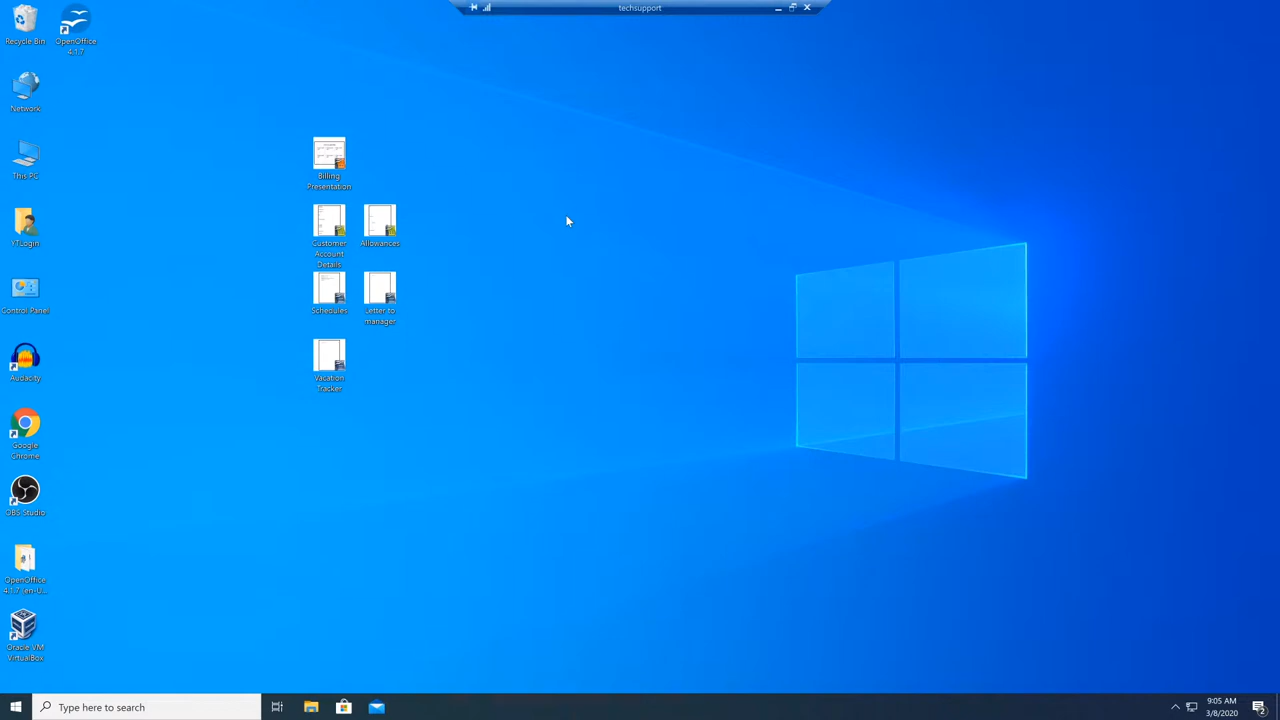 techsupport
Recycle Bin
OpenOffice
4.1.7
Network
This PC
YTLogin
Control Panel
Audacity
Google
Chrome
OBS Studio
OpenOffice
4.1.7 (en-U...
Oracle VM
VirtualBox
Billing
Presentation
Customer
Account
Details
Allowances
Schedules
Letter to
manager
Vacation
Tracker
Type here to search
9:05 AM
3/8/2020
2